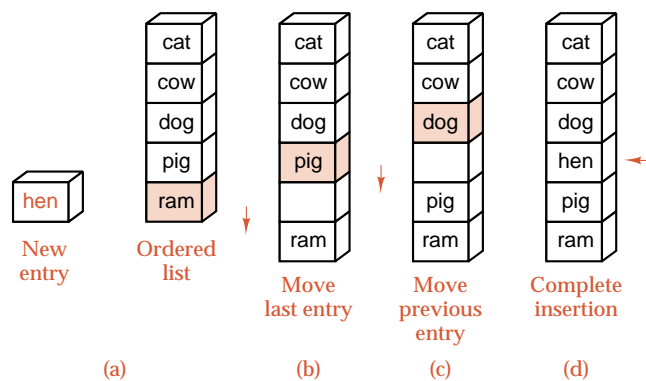 hen
New
entry
cat
cow
dog
pig
ram
Ordered
list
(a)
cat
cow
dog
pig
ram
Move
last entry
(b)
cat
cow
dog
pig
ram
Move
previous
entry
(c)
cat
cow
dog
hen
pig
ram
Complete
insertion
(d)